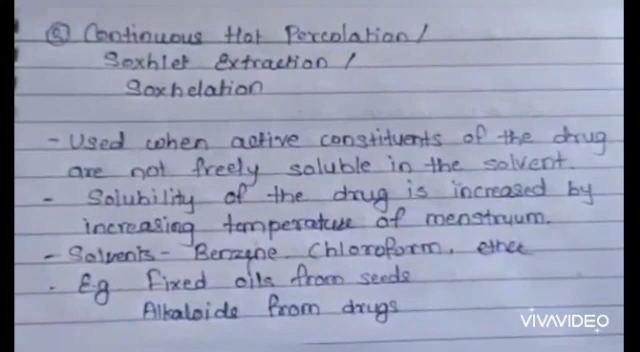 ⑤ Continuous Hot Percolation /
Soxhlet Extraction /
Soxhelation
- Used when active constituents of the drug
are not freely soluble in the solvent.
- Solubility of the drug is increased by
increasing temperature of menstruum.
- Solvents - Benzene, Chloroform, ether
- E.g Fixed oils from seeds
Alkaloids from drugs
VIVAVIDEO